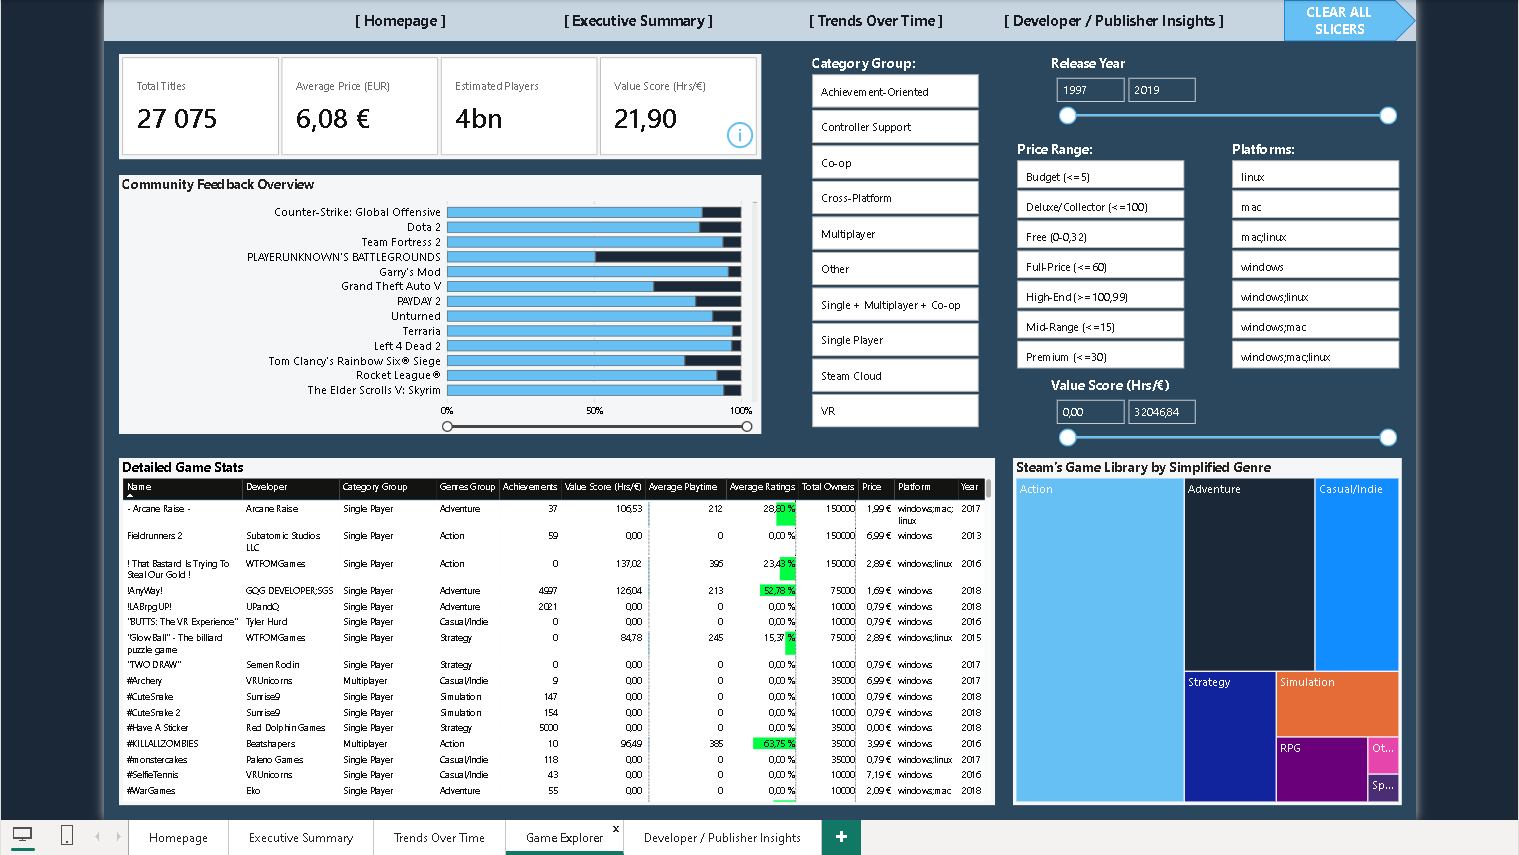 [ Homepage ]
[ Executive Summary ]
[ Trends Over Time ]
[ Developer / Publisher Insights ]
CLEAR ALL
SLICERS
Total Titles
27 075
Average Price (EUR)
6,08 €
Estimated Players
4bn
Value Score (Hrs/€)
21,90
i
Community Feedback Overview
Counter-Strike: Global Offensive
Dota 2
Team Fortress 2
PLAYERUNKNOWN'S BATTLEGROUNDS
Garry's Mod
Grand Theft Auto V
PAYDAY 2
Unturned
Terraria
Left 4 Dead 2
Tom Clancy's Rainbow Six® Siege
Rocket League®
The Elder Scrolls V: Skyrim
0% 50% 100%
Category Group:
Achievement-Oriented
Controller Support
Co-op
Cross-Platform
Multiplayer
Other
Single + Multiplayer + Co-op
Single Player
Steam Cloud
VR
Release Year
1997 2019
Price Range:
Budget (<=5)
Deluxe/Collector (<=100)
Free (0-0,32)
Full-Price (<=60)
High-End (>=100,99)
Mid-Range (<=15)
Premium (<=30)
Platforms:
linux
mac
mac;linux
windows
windows;linux
windows;mac
windows;mac;linux
Value Score (Hrs/€)
0,00 32046,84
Detailed Game Stats
Name Developer Category Group Genres Group Achievements Value Score (Hrs/€) Average Playtime Average Ratings Total Owners Price Platform Year
- Arcane Raise - Arcane Raise Single Player Adventure 37 106,53 212 28,80 % 150000 1,99 € windows;mac; 2017
linux
Fieldrunners 2 Subatomic Studios Single Player Action 59 0,00 0 0,00 % 150000 6,99 € windows 2013
LLC
! That Bastard Is Trying To WTFOMGames Single Player Action 0 137,02 396 23,43 % 150000 2,89 € windows;linux 2016
Steal Our Gold !
!AnyWay! GQG DEVELOPER;SGS Single Player Adventure 4997 126,04 213 52,78 % 75000 1,69 € windows 2018
!LABrpgUP! UPandQ Single Player Adventure 2021 0,00 0 0,00 % 10000 0,79 € windows 2018
"BUTTS: The VR Experience" Tyler Hurd Single Player Casual/Indie 0 0,00 0 0,00 % 10000 0,79 € windows 2016
"Glow Ball" - The billiard WTFOMGames Single Player Strategy 0 84,78 245 15,37 % 75000 2,89 € windows;linux 2015
puzzle game
"TWO DRAW" Semen Rodin Single Player Strategy 0 0,00 0 0,00 % 10000 0,79 € windows 2017
#Archery VRUnicorns Multiplayer Casual/Indie 9 0,00 0 0,00 % 35000 6,99 € windows 2017
#CuteSnake Sunrise9 Single Player Simulation 147 0,00 0 0,00 % 10000 0,79 € windows 2018
#CuteSnake 2 Sunrise9 Single Player Simulation 154 0,00 0 0,00 % 10000 0,79 € windows 2018
#Have A Sticker Red Dolphin Games Single Player Strategy 5000 0,00 0 0,00 % 35000 0,00 € windows 2018
#KILLALLZOMBIES Beatshapers Multiplayer Action 10 96,49 385 63,75 % 35000 3,99 € windows 2016
#monstercakes Paleno Games Single Player Casual/Indie 118 0,00 0 0,00 % 35000 0,79 € windows;linux 2017
#SelfieTennis VRUnicorns Single Player Casual/Indie 43 0,00 0 0,00 % 10000 7,19 € windows 2016
#WarGames Eko Single Player Adventure 55 0,00 0 0,00 % 10000 2,09 € windows;mac 2018
Steam's Game Library by Simplified Genre
Action
Adventure
Casual/Indie
Strategy
Simulation
RPG
Ot...
Sp...
Homepage
Executive Summary
Trends Over Time
Game Explorer
x
Developer / Publisher Insights
+